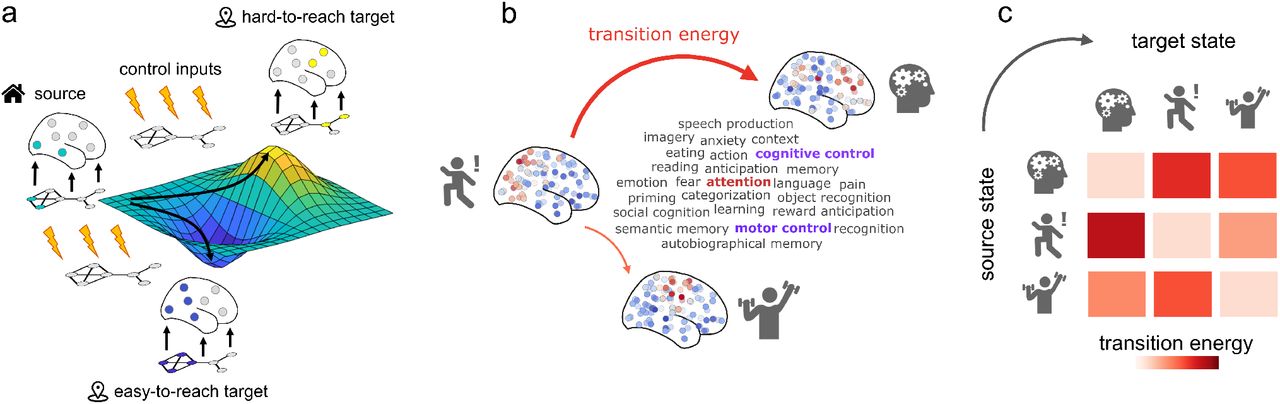 a
hard-to-reach target
control inputs
source
easy-to-reach target
b
transition energy
!
speech production
imagery anxiety context
eating action cognitive control
reading anticipation memory
emotion fear attention language pain
priming categorization object recognition
social cognition learning reward anticipation
semantic memory motor control recognition
autobiographical memory
c
target state
!
source state
!
transition energy